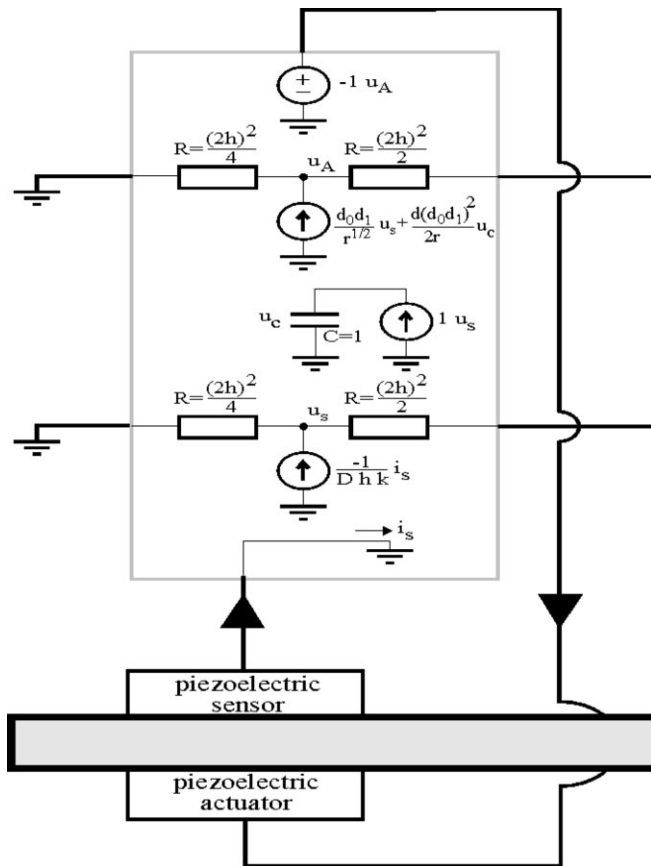 +
−
-1 u_A
R=(2h)^2/4
u_A
R=(2h)^2/2
d_0d_1/r^{1/2} u_s + d(d_0d_1)^2/2r u_c
u_c
C=1
1 u_s
R=(2h)^2/4
u_s
R=(2h)^2/2
-1/D h k i_s
i_s
piezoelectric
sensor
piezoelectric
actuator